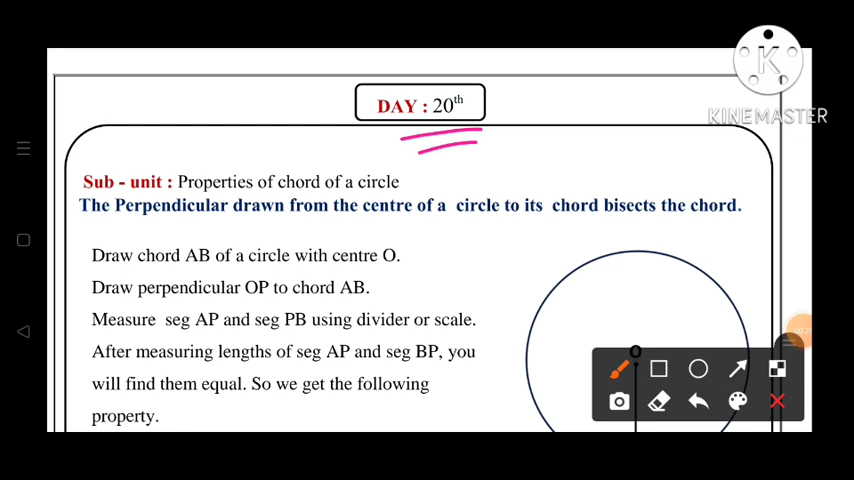 DAY : 20th
KINEMASTER
Sub - unit : Properties of chord of a circle
The Perpendicular drawn from the centre of a circle to its chord bisects the chord.
Draw chord AB of a circle with centre O.
Draw perpendicular OP to chord AB.
Measure seg AP and seg PB using divider or scale.
After measuring lengths of seg AP and seg BP, you
will find them equal. So we get the following
property.
O